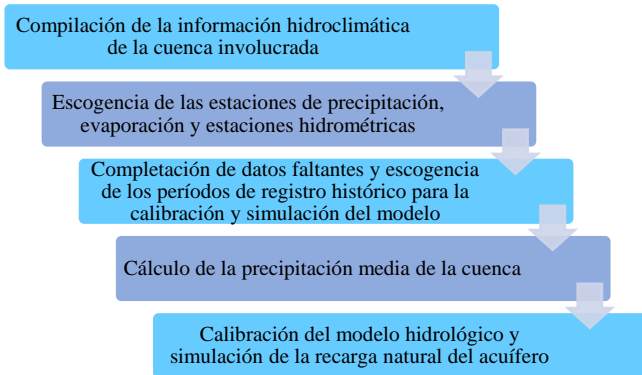 Compilación de la información hidroclimática
de la cuenca involucrada
Escogencia de las estaciones de precipitación,
evaporación y estaciones hidrométricas
Completación de datos faltantes y escogencia
de los períodos de registro histórico para la
calibración y simulación del modelo
Cálculo de la precipitación media de la cuenca
Calibración del modelo hidrológico y
simulación de la recarga natural del acuífero